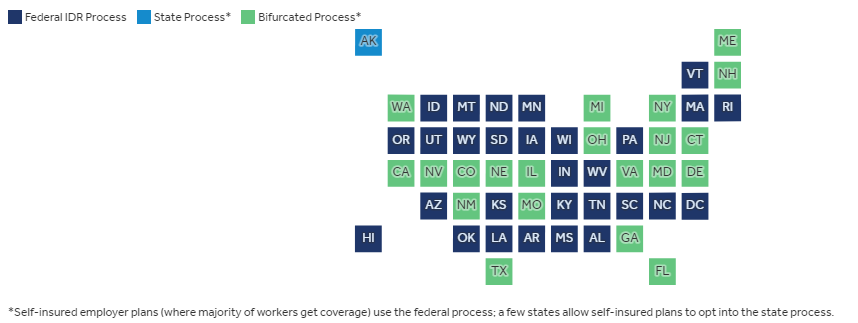 Federal IDR Process State Process* Bifurcated Process*
AK ME
VT NH
WA ID MT ND MN MI NY MA RI
OR UT WY SD IA WI OH PA NJ CT
CA NV CO NE IL IN WV VA MD DE
AZ NM KS MO KY TN SC NC DC
HI OK LA AR MS AL GA
TX FL
*Self-insured employer plans (where majority of workers get coverage) use the federal process; a few states allow self-insured plans to opt into the state process.